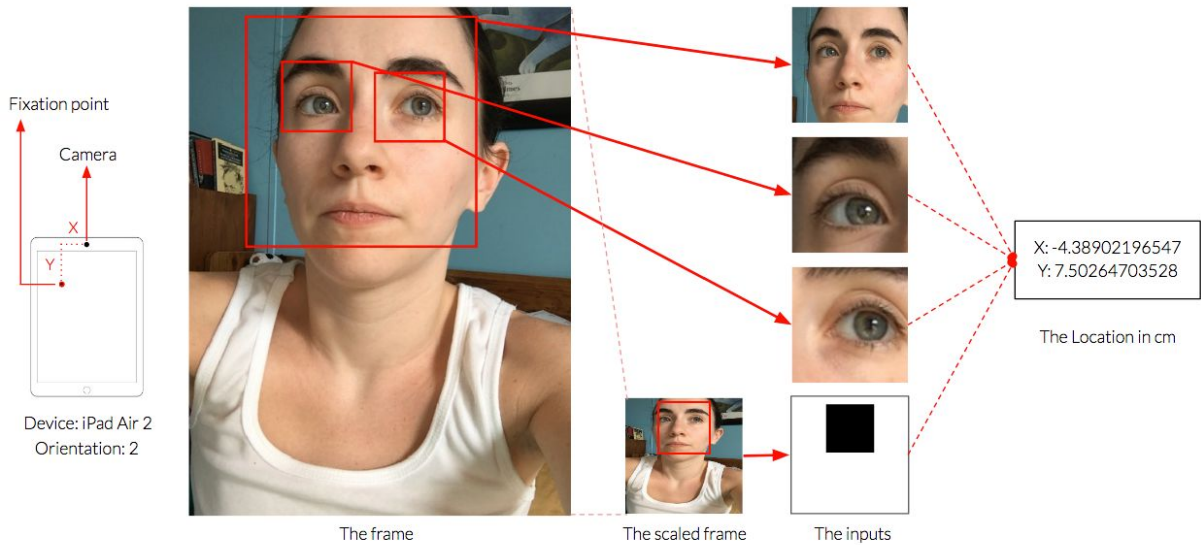 Fixation point
Camera
X
Y
Device: iPad Air 2
Orientation: 2
The frame
The scaled frame
The inputs
X: -4.38902196547
Y: 7.50264703528
The Location in cm